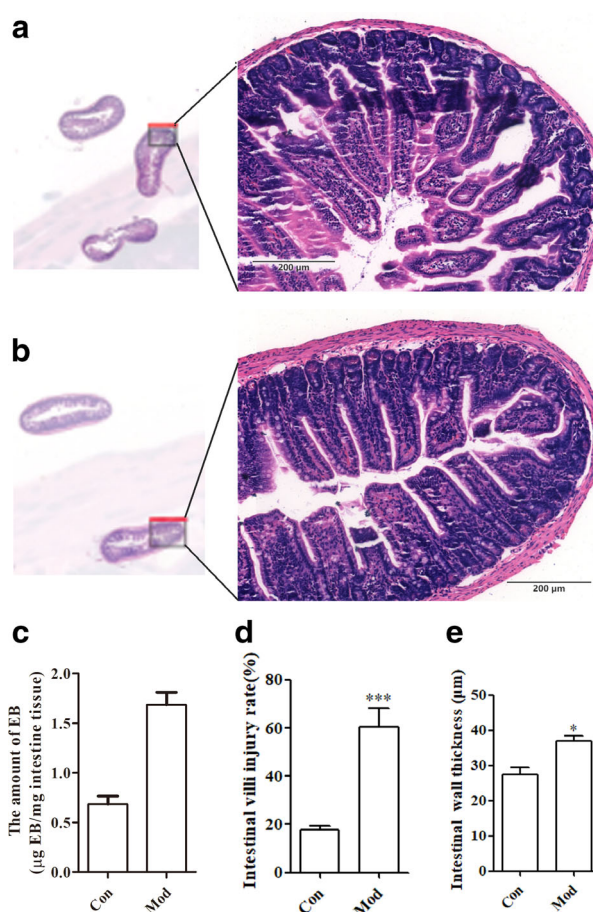 a
200 µm
b
200 µm
c
The amount of EB
(µg EB/mg intestine tissue)
2.0
1.5
1.0
0.5
0.0
Con
Mod
d
Intestinal villi injury rate(%)
80
60
40
20
0
***
Con
Mod
e
Intestinal wall thickness (µm)
50
40
30
20
10
0
*
Con
Mod